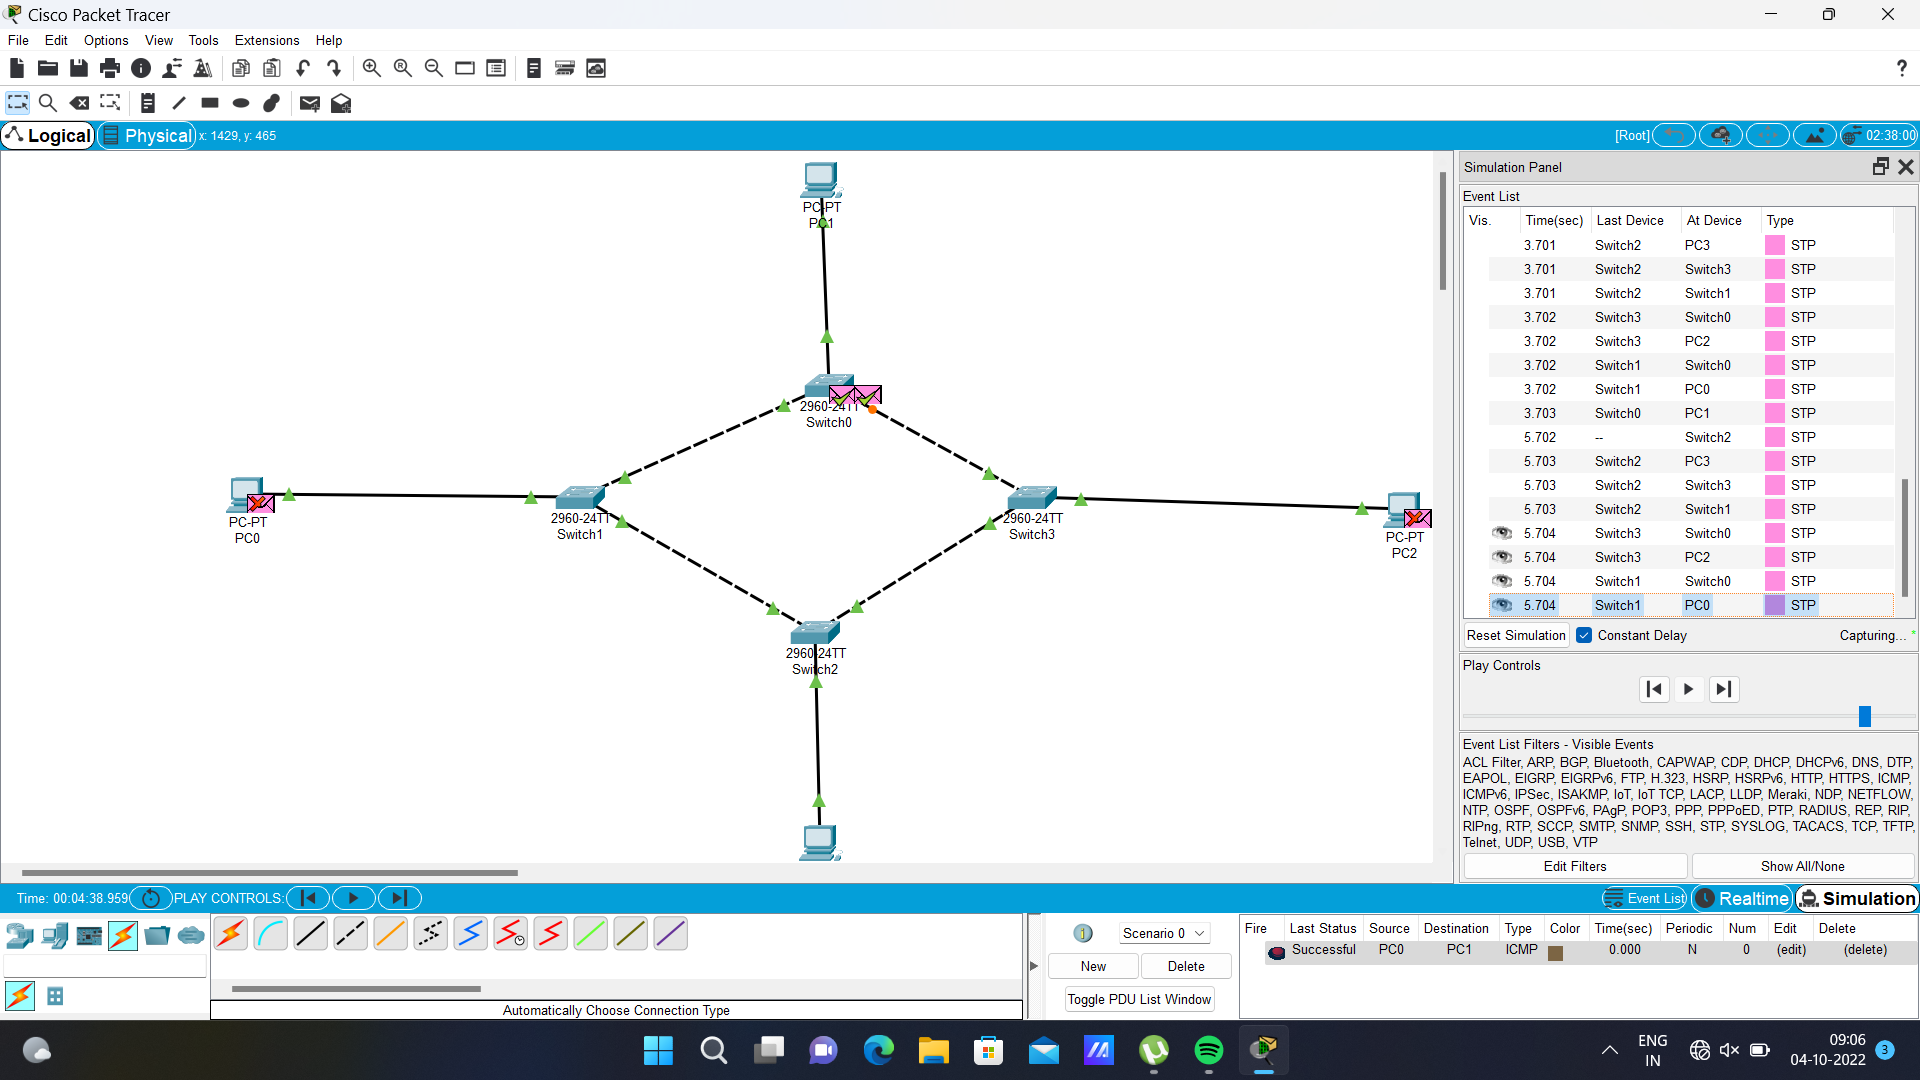 Cisco Packet Tracer
File Edit Options View Tools Extensions Help
Logical Physical x: 1429, y: 465 [Root] 02:38:00
PC-PT
PC1
2960-24TT
Switch0
PC-PT
PC0
2960-24TT
Switch1
2960-24TT
Switch3
PC-PT
PC2
2960-24TT
Switch2
Simulation Panel
Event List
Vis. Time(sec) Last Device At Device Type
3.701 Switch2 PC3 STP
3.701 Switch2 Switch3 STP
3.701 Switch2 Switch1 STP
3.702 Switch3 Switch0 STP
3.702 Switch3 PC2 STP
3.702 Switch1 Switch0 STP
3.702 Switch1 PC0 STP
3.703 Switch0 PC1 STP
5.702 -- Switch2 STP
5.703 Switch2 PC3 STP
5.703 Switch2 Switch3 STP
5.703 Switch2 Switch1 STP
5.704 Switch3 Switch0 STP
5.704 Switch3 PC2 STP
5.704 Switch1 Switch0 STP
5.704 Switch1 PC0 STP
Reset Simulation Constant Delay Capturing... *
Play Controls
Event List Filters - Visible Events
ACL Filter, ARP, BGP, Bluetooth, CAPWAP, CDP, DHCP, DHCPv6, DNS, DTP,
EAPOL, EIGRP, EIGRPv6, FTP, H.323, HSRP, HSRPv6, HTTP, HTTPS, ICMP,
ICMPv6, IPSec, ISAKMP, IoT, IoT TCP, LACP, LLDP, Meraki, NDP, NETFLOW,
NTP, OSPF, OSPFv6, PAgP, POP3, PPP, PPPoED, PTP, RADIUS, REP, RIP,
RIPng, RTP, SCCP, SMTP, SNMP, SSH, STP, SYSLOG, TACACS, TCP, TFTP,
Telnet, UDP, USB, VTP
Edit Filters Show All/None
Time: 00:04:38.959 PLAY CONTROLS: Event List Realtime Simulation
Automatically Choose Connection Type
Scenario 0
New Delete
Toggle PDU List Window
Fire Last Status Source Destination Type Color Time(sec) Periodic Num Edit Delete
Successful PC0 PC1 ICMP 0.000 N 0 (edit) (delete)
ENG
IN
09:06
04-10-2022
3